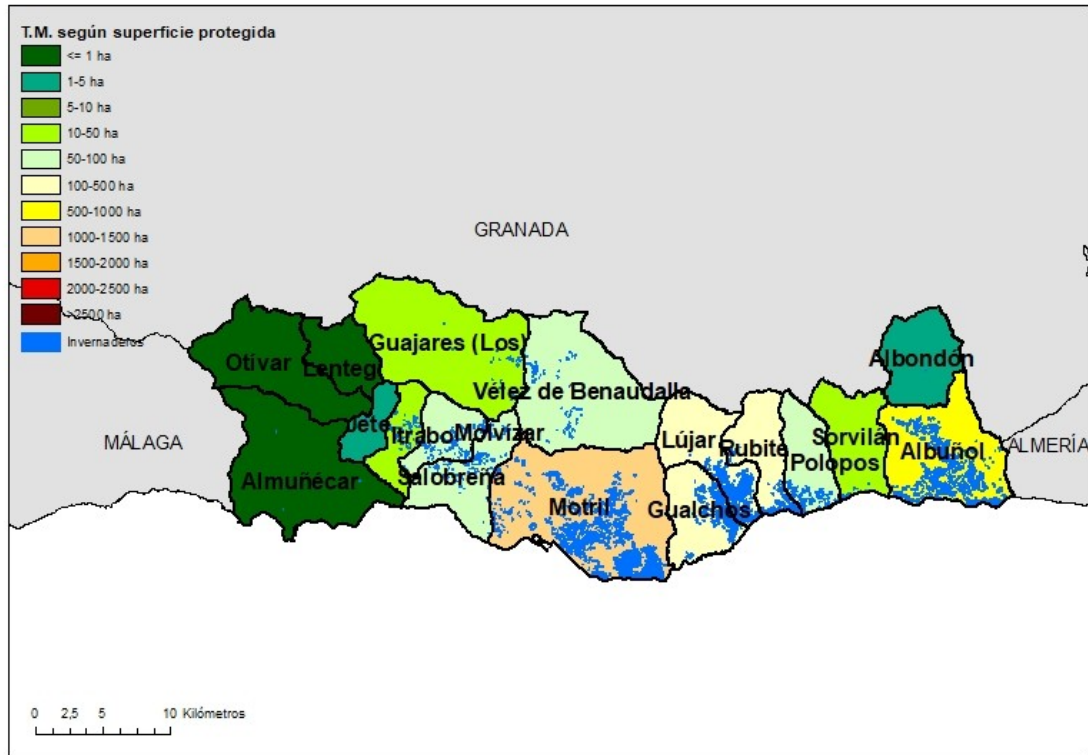 T.M. según superficie protegida
<= 1 ha
1-5 ha
5-10 ha
10-50 ha
50-100 ha
100-500 ha
500-1000 ha
1000-1500 ha
1500-2000 ha
2000-2500 ha
>2500 ha
Invernaderos
GRANADA
MÁLAGA
ALMERÍA
Otívar
Lentegí
Guajares (Los)
Vélez de Benaudalla
Albondón
Jete
Itrabo
Molvízar
Lújar
Rubite
Sorvilán
Albuñol
Polopos
Salobreña
Almuñécar
Motril
Gualchos
0 2,5 5 10 Kilómetros